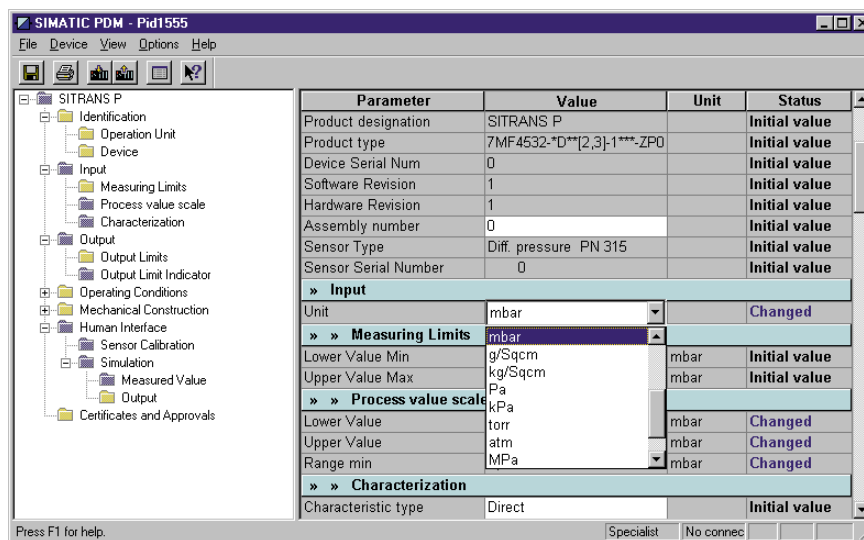 SIMATIC PDM - Pid1555
File Device View Options Help
SITRANS P
Identification
Operation Unit
Device
Input
Measuring Limits
Process value scale
Characterization
Output
Output Limits
Output Limit Indicator
Operating Conditions
Mechanical Construction
Human Interface
Sensor Calibration
Simulation
Measured Value
Output
Certificates and Approvals
Parameter Value Unit Status
Product designation SITRANS P Initial value
Product type 7MF4532-*D**[2,3]-1***-ZP0 Initial value
Device Serial Num 0 Initial value
Software Revision 1 Initial value
Hardware Revision 1 Initial value
Assembly number 0 Initial value
Sensor Type Diff. pressure PN 315 Initial value
Sensor Serial Number 0 Initial value
» Input
Unit mbar Changed
» » Measuring Limits mbar
Lower Value Min g/Sqcm mbar Initial value
kg/Sqcm
Upper Value Max Pa mbar Initial value
» » Process value scale kPa
Lower Value torr mbar Changed
Upper Value atm mbar Changed
Range min MPa mbar Changed
» » Characterization
Characteristic type Direct Initial value
Press F1 for help. Specialist No connec